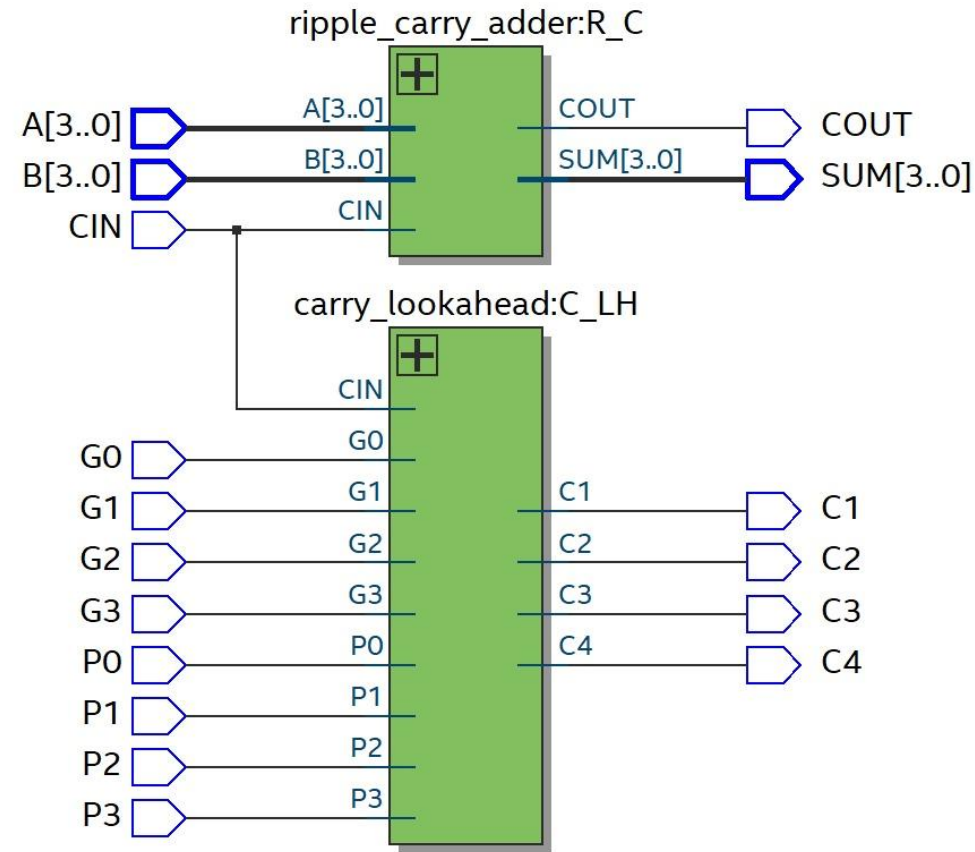 ripple_carry_adder:R_C
A[3..0] A[3..0] COUT COUT
B[3..0] B[3..0] SUM[3..0] SUM[3..0]
CIN CIN
carry_lookahead:C_LH
CIN
G0 G0
G1 G1 C1 C1
G2 G2 C2 C2
G3 G3 C3 C3
P0 P0 C4 C4
P1 P1
P2 P2
P3 P3